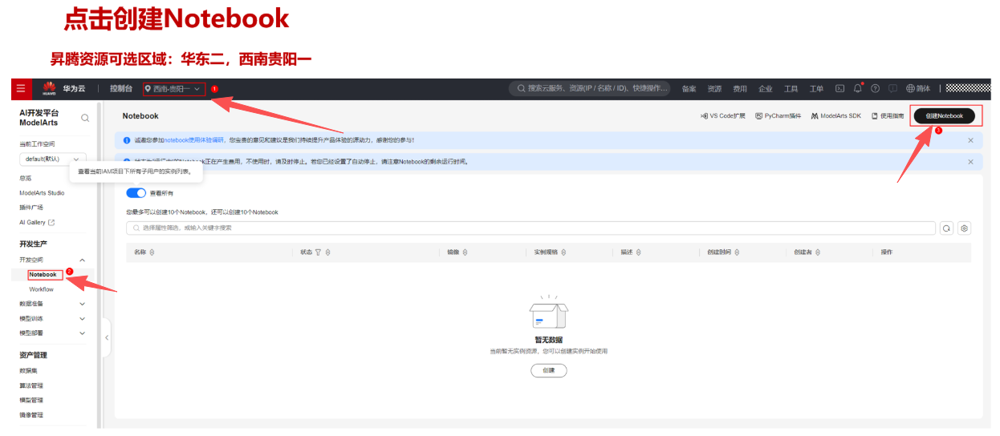 点击创建Notebook
昇腾资源可选区域：华东二，西南贵阳一
HUAWEI 华为云 | 控制台 西南-贵阳一 1 搜索云服务、资源(IP / 名称 / ID)、快捷操作... 备案 资源 费用 企业 工具 工单 简体
AI开发平台
ModelArts
Notebook VS Code扩展 PyCharm插件 ModelArts SDK 使用指南 创建Notebook
3
当前工作空间
诚邀您参加notebook使用体验调研，您宝贵的意见和建议是我们持续提升产品体验的源动力，感谢您的参与！
default(默认)
Notebook正在产生费用，不使用时，请及时停止。若您已经设置了自动停止，请注意Notebook的剩余运行时间。
查看当前IAM项目下所有子用户的实例列表。
总览
ModelArts Studio
查看所有
插件广场
您最多可以创建10个Notebook，还可以创建10个Notebook
AI Gallery
选择属性筛选，或输入关键字搜索
开发生产
名称 状态 镜像 实例规格 描述 创建时间 创建者 操作
开发空间
Notebook 2
Workflow
数据准备
模型训练
模型部署
暂无数据
当前暂无实例资源，您可以创建实例开始使用
创建
资产管理
数据集
算法管理
模型管理
镜像管理